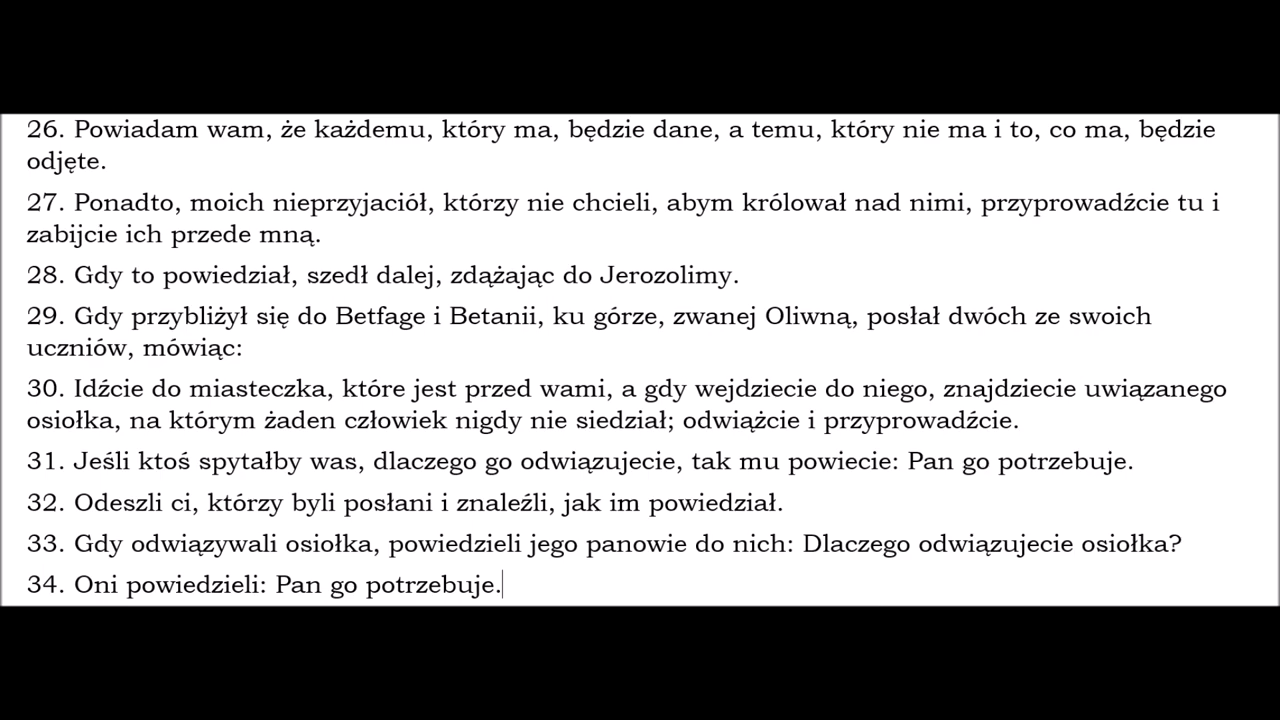 26. Powiadam wam, że każdemu, który ma, będzie dane, a temu, który nie ma i to, co ma, będzie
odjęte.
27. Ponadto, moich nieprzyjaciół, którzy nie chcieli, abym królował nad nimi, przyprowadźcie tu i
zabijcie ich przede mną.
28. Gdy to powiedział, szedł dalej, zdążając do Jerozolimy.
29. Gdy przybliżył się do Betfage i Betanii, ku górze, zwanej Oliwną, posłał dwóch ze swoich
uczniów, mówiąc:
30. Idźcie do miasteczka, które jest przed wami, a gdy wejdziecie do niego, znajdziecie uwiązanego
osiołka, na którym żaden człowiek nigdy nie siedział; odwiążcie i przyprowadźcie.
31. Jeśli ktoś spytałby was, dlaczego go odwiązujecie, tak mu powiecie: Pan go potrzebuje.
32. Odeszli ci, którzy byli posłani i znaleźli, jak im powiedział.
33. Gdy odwiązywali osiołka, powiedzieli jego panowie do nich: Dlaczego odwiązujecie osiołka?
34. Oni powiedzieli: Pan go potrzebuje.